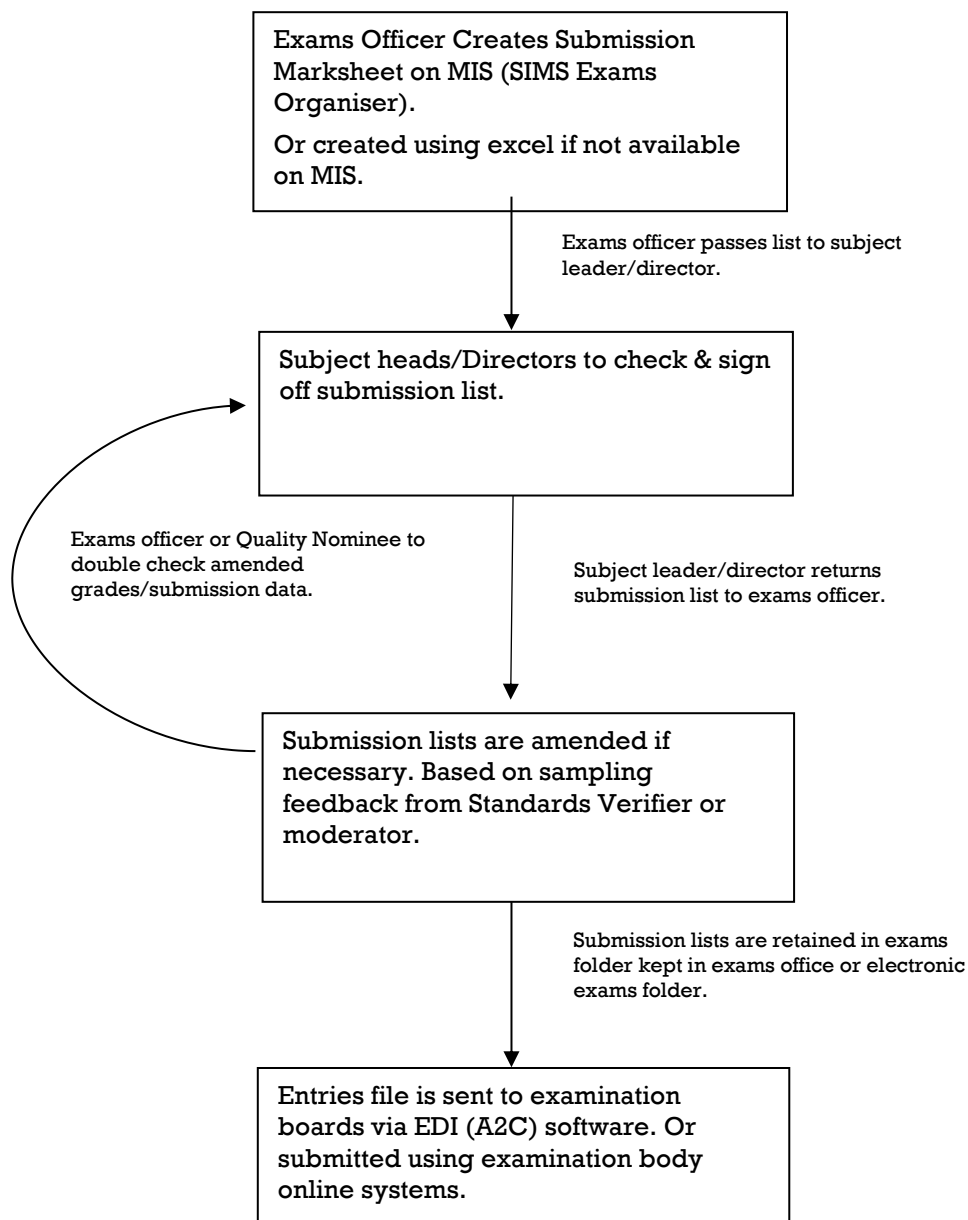 Exams Officer Creates Submission
Marksheet on MIS (SIMS Exams
Organiser).
Or created using excel if not available
on MIS.
Exams officer passes list to subject
leader/director.
Subject heads/Directors to check & sign
off submission list.
Exams officer or Quality Nominee to
double check amended
grades/submission data.
Subject leader/director returns
submission list to exams officer.
Submission lists are amended if
necessary. Based on sampling
feedback from Standards Verifier or
moderator.
Submission lists are retained in exams
folder kept in exams office or electronic
exams folder.
Entries file is sent to examination
boards via EDI (A2C) software. Or
submitted using examination body
online systems.